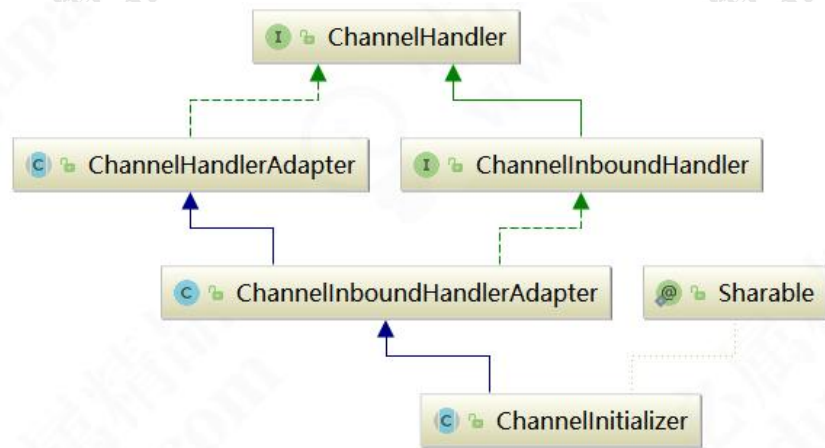 ChannelHandler
ChannelHandlerAdapter
ChannelInboundHandler
ChannelInboundHandlerAdapter
Sharable
ChannelInitializer